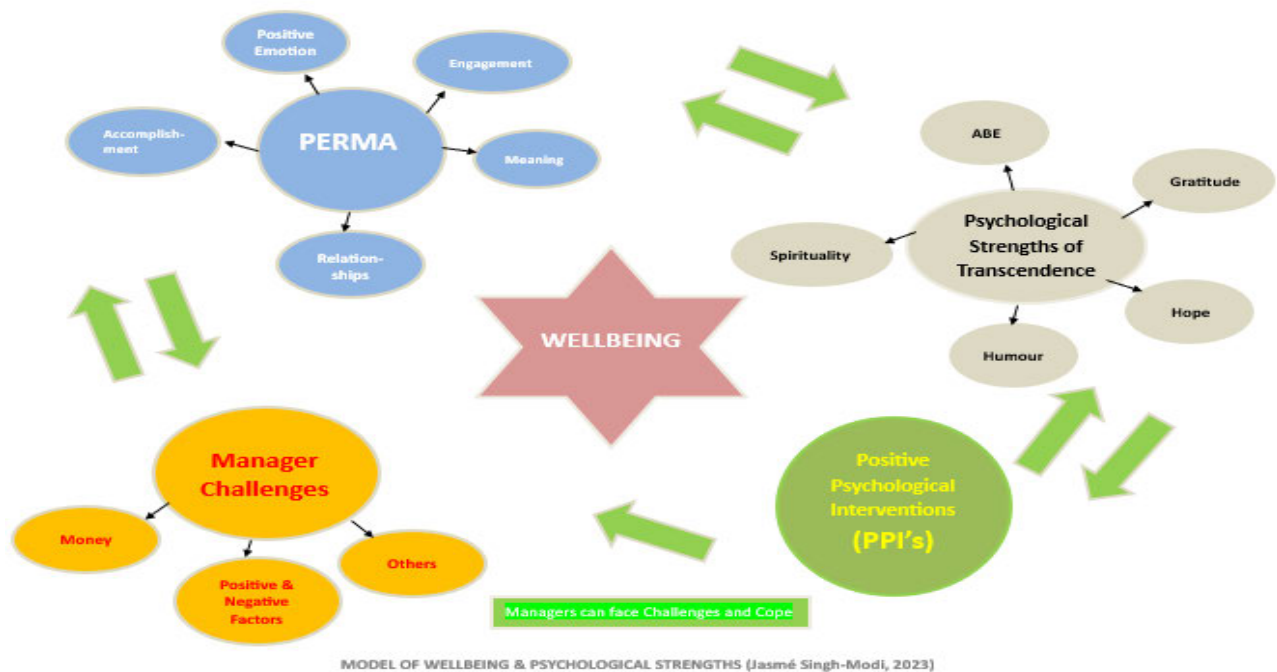 Positive
Emotion
Engagement
Accomplish-
ment
PERMA
Meaning
Relation-
ships
ABE
Gratitude
Psychological
Strengths of
Transcendence
Spirituality
Hope
Humour
WELLBEING
Manager
Challenges
Money
Positive &
Negative
Factors
Others
Positive
Psychological
Interventions
(PPI's)
Managers can face Challenges and Cope
MODEL OF WELLBEING & PSYCHOLOGICAL STRENGTHS (Jasmé Singh-Modi, 2023)